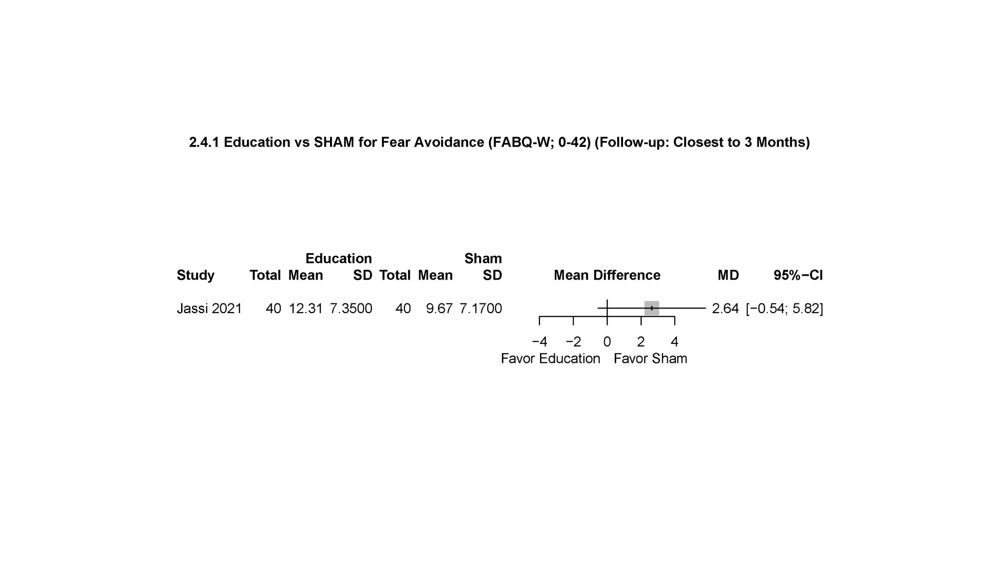 2.4.1 Education vs SHAM for Fear Avoidance (FABQ-W; 0-42) (Follow-up: Closest to 3 Months)
Education Sham
Study Total Mean SD Total Mean SD Mean Difference MD 95%−CI
Jassi 2021 40 12.31 7.3500 40 9.67 7.1700 2.64 [−0.54; 5.82]
−4 −2 0 2 4
Favor Education Favor Sham